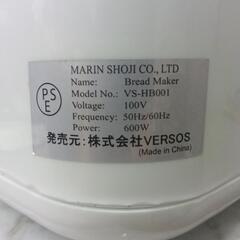 MARIN SHOJI CO., LTD
Name: Bread Maker
Model No.: VS-HB001
Voltage: 100V
Frequency: 50Hz/60Hz
Power: 600W
PSE
発売元：株式会社VERSOS
(Made in China)